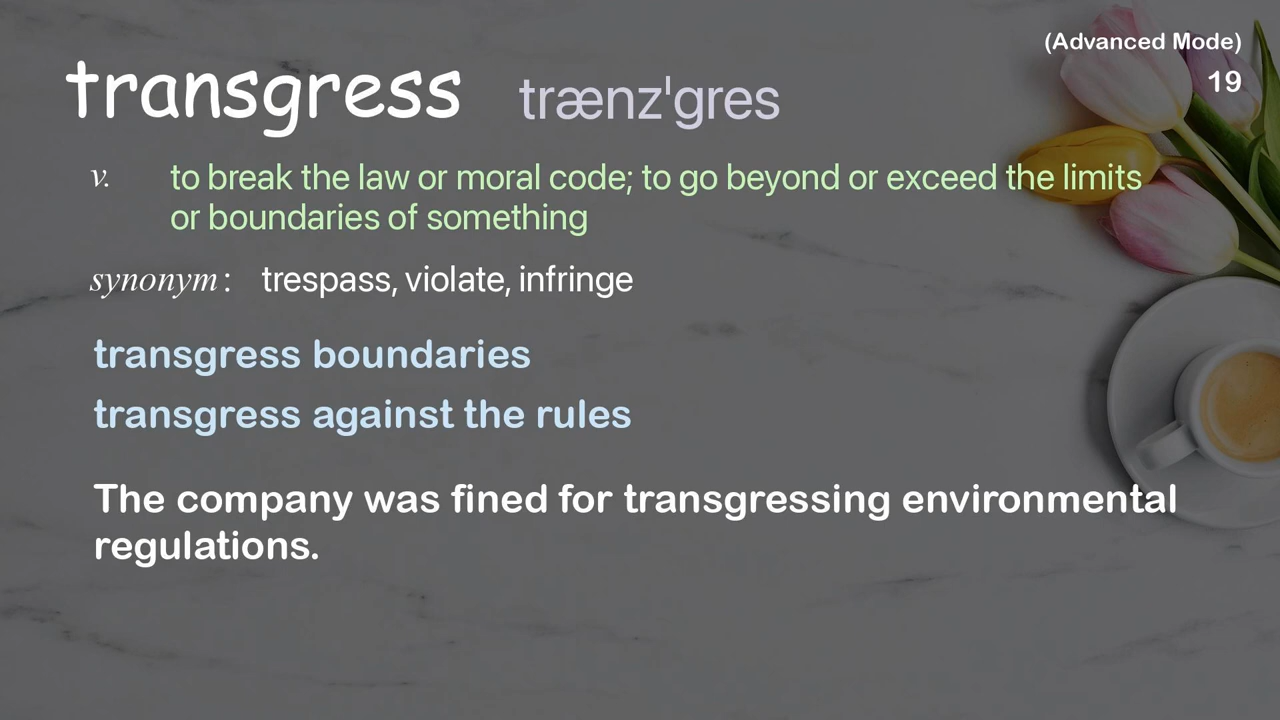 (Advanced Mode)
19
transgress trænzˈgres
v. to break the law or moral code; to go beyond or exceed the limits
or boundaries of something
synonym : trespass, violate, infringe
transgress boundaries
transgress against the rules
The company was fined for transgressing environmental
regulations.